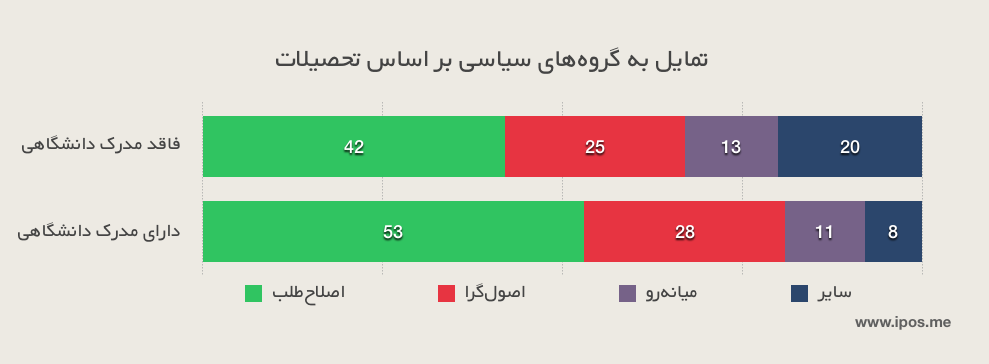 تمایل به گروه‌های سیاسی بر اساس تحصیلات
فاقد مدرک دانشگاهی
42 25 13 20
دارای مدرک دانشگاهی
53 28 11 8
اصلاح‌طلب اصول‌گرا میانه‌رو سایر
www.ipos.me